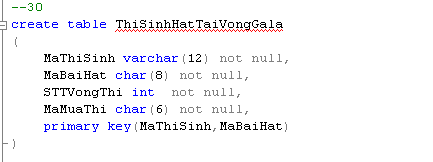 --30
create table ThiSinhHatTaiVongGala
(
MaThiSinh varchar(12) not null,
MaBaiHat char(8) not null,
STTVongThi int  not null,
MaMuaThi char(6) not null,
primary key(MaThiSinh,MaBaiHat)
)